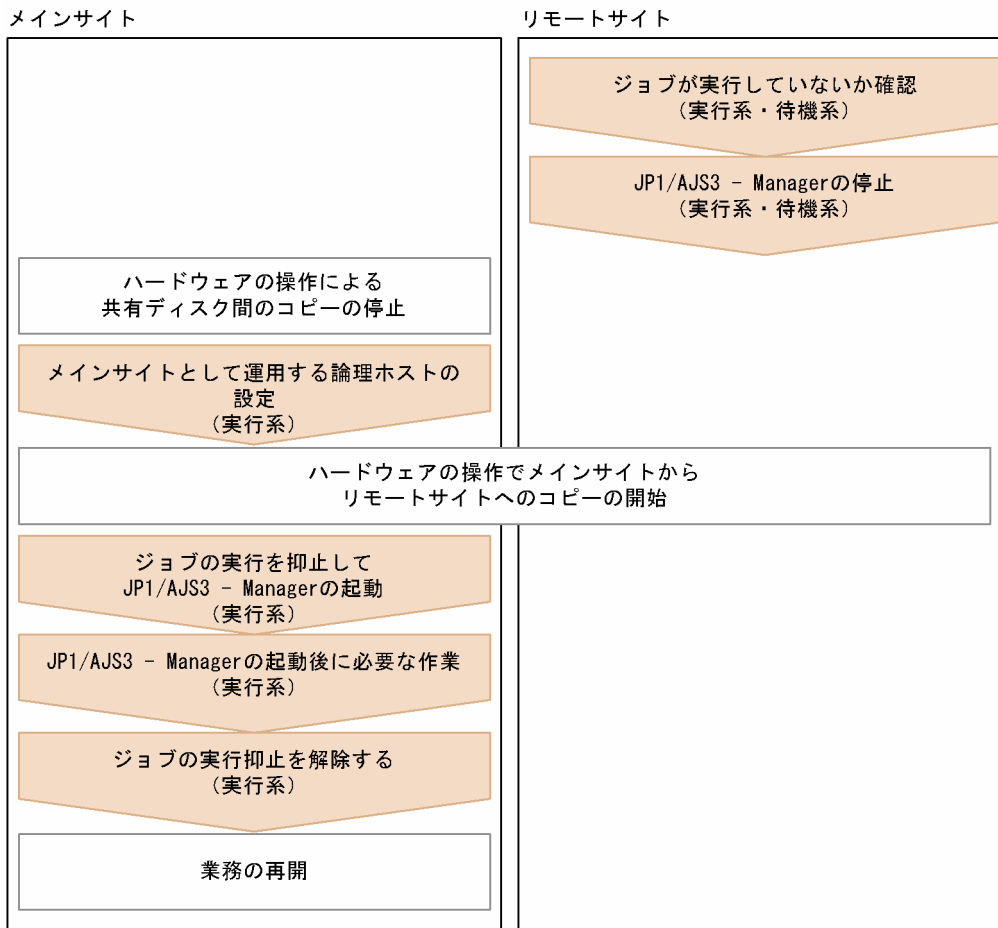 メインサイト
リモートサイト
ジョブが実行していないか確認
(実行系・待機系)
JP1/AJS3 - Managerの停止
(実行系・待機系)
ハードウェアの操作による
共有ディスク間のコピーの停止
メインサイトとして運用する論理ホストの
設定
(実行系)
ハードウェアの操作でメインサイトから
リモートサイトへのコピーの開始
ジョブの実行を抑止して
JP1/AJS3 - Managerの起動
(実行系)
JP1/AJS3 - Managerの起動後に必要な作業
(実行系)
ジョブの実行抑止を解除する
(実行系)
業務の再開